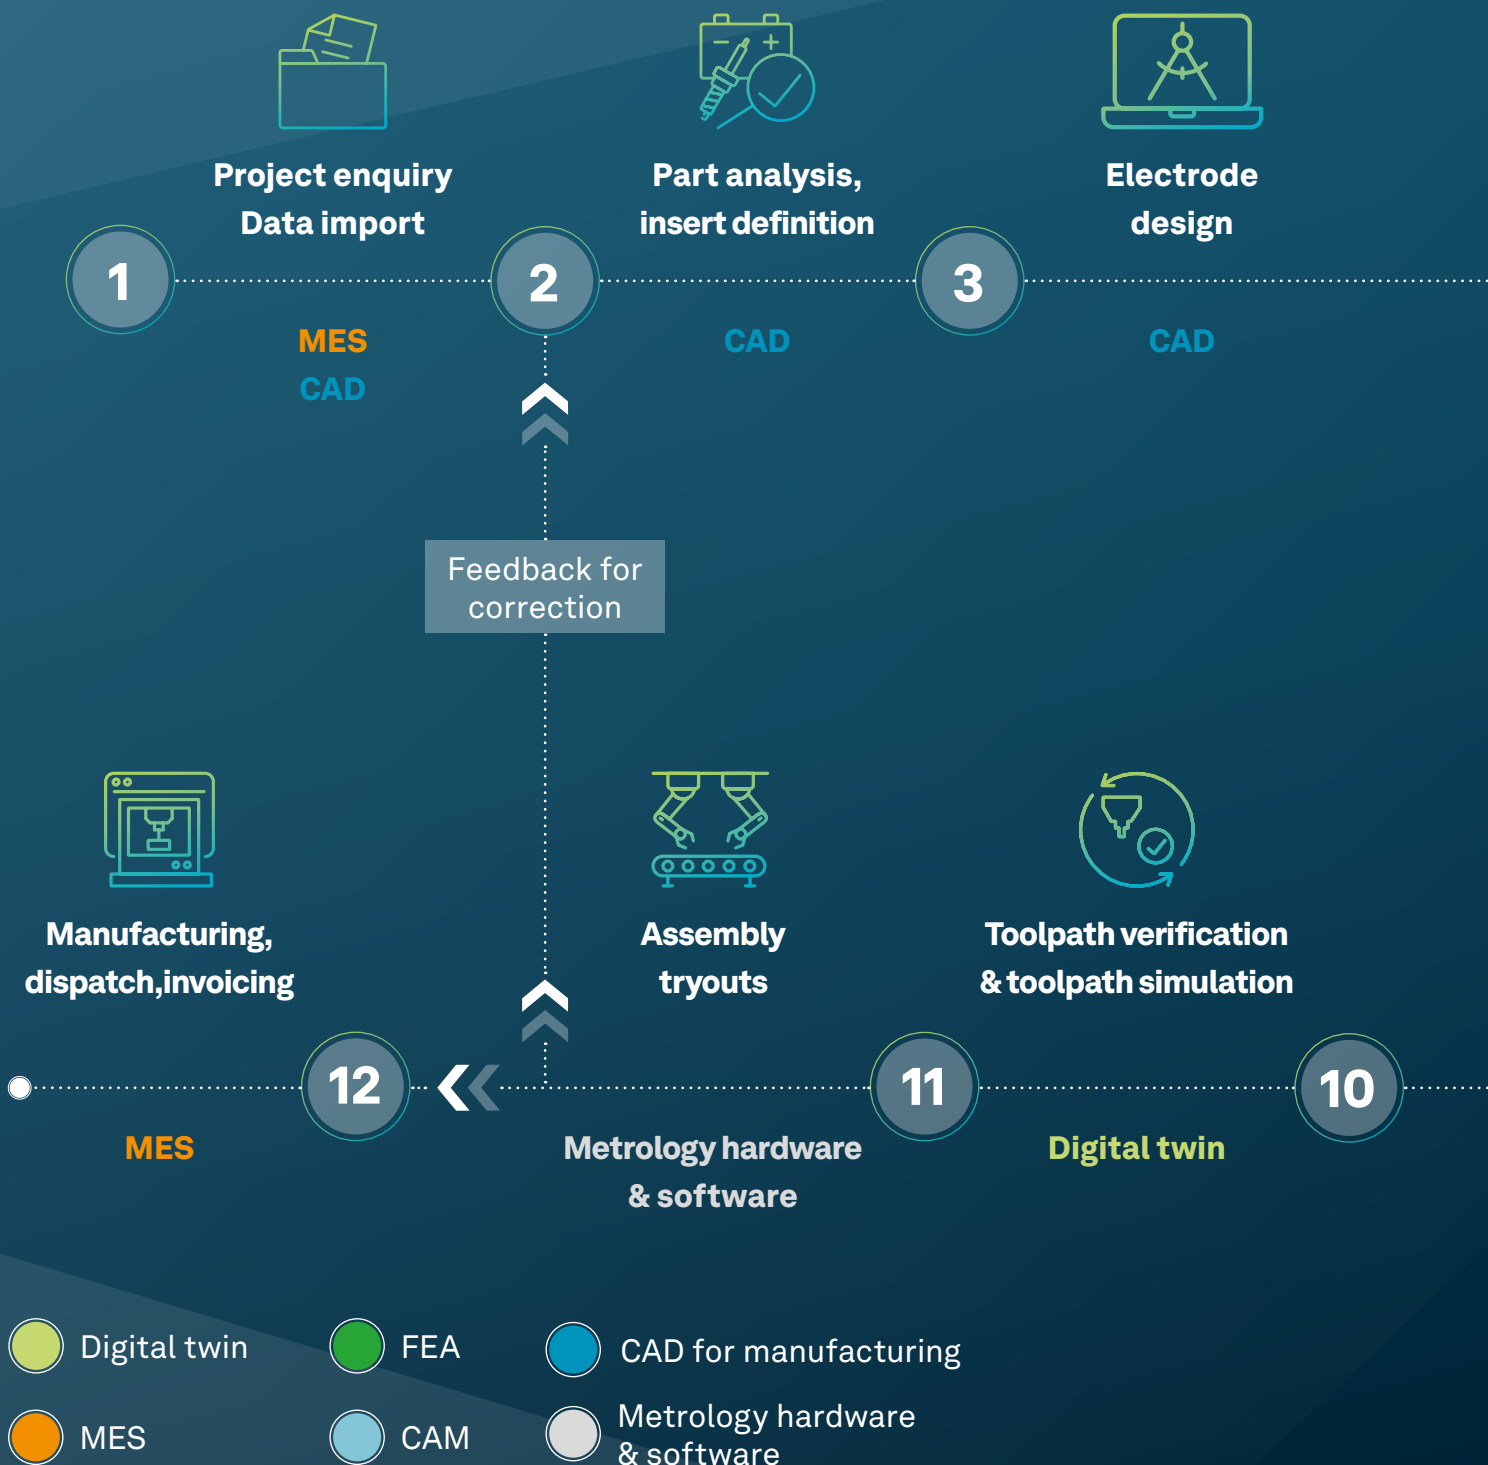 Project enquiry
Data import
Part analysis,
insert definition
Electrode
design
1
2
3
MES
CAD
CAD
CAD
Feedback for
correction
Manufacturing,
dispatch,invoicing
Assembly
tryouts
Toolpath verification
& toolpath simulation
12
11
10
MES
Metrology hardware
& software
Digital twin
Digital twin
FEA
CAD for manufacturing
MES
CAM
Metrology hardware
& software